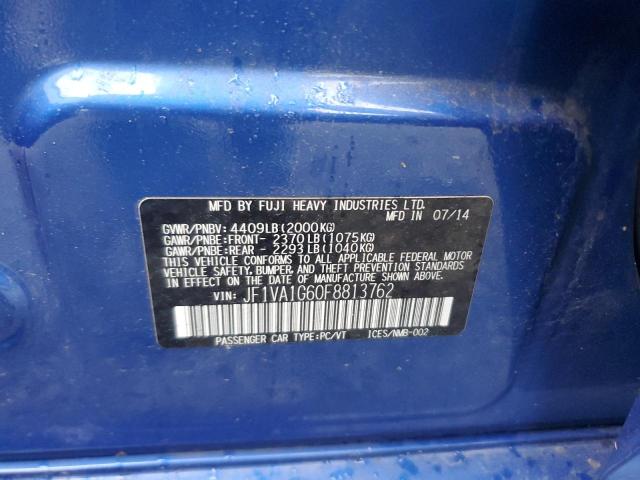 MFD BY FUJI HEAVY INDUSTRIES LTD.
MFD IN 07/14
GVWR/PNBV: 4409LB(2000KG)
GAWR/PNBE:FRONT- 2370LB(1075KG)
GAWR/PNBE:REAR - 2293LB(1040KG)
THIS VEHICLE CONFORMS TO ALL APPLICABLE FEDERAL MOTOR
VEHICLE SAFETY, BUMPER, AND THEFT PREVENTION STANDARDS
IN EFFECT ON THE DATE OF MANUFACTURE SHOWN ABOVE.
VIN: JF1VA1G60F8813762
PASSENGER CAR TYPE:PC/VT ICES/NMB-002